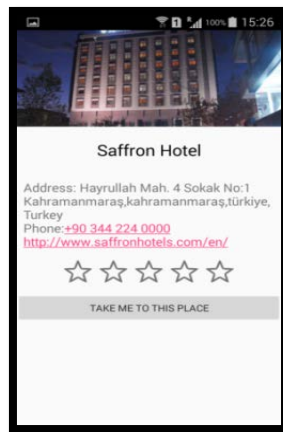 1 R 100% 15:26
Saffron Hotel
Address: Hayrullah Mah. 4 Sokak No:1
Kahramanmaraş,kahramanmaraş,türkiye,
Turkey
Phone:+90 344 224 0000
http://www.saffronhotels.com/en/
TAKE ME TO THIS PLACE